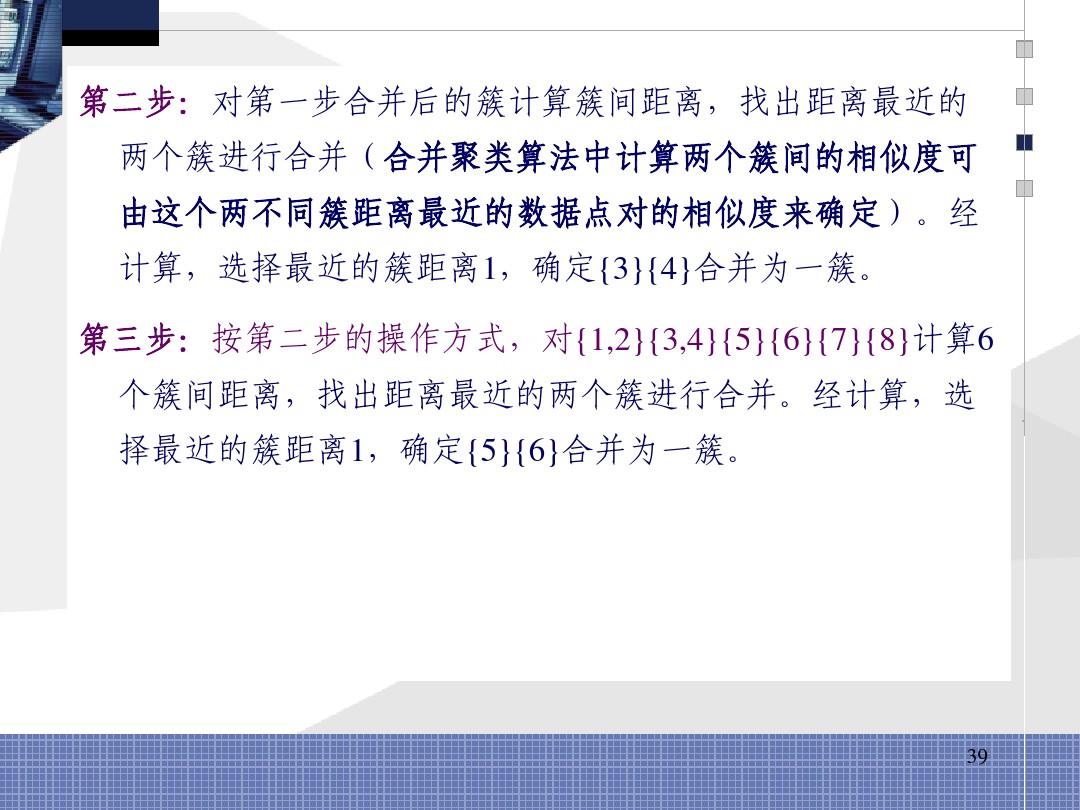 第二步：对第一步合并后的簇计算簇间距离，找出距离最近的
两个簇进行合并（合并聚类算法中计算两个簇间的相似度可
由这个两不同簇距离最近的数据点对的相似度来确定）。经
计算，选择最近的簇距离1，确定{3}{4}合并为一簇。
第三步：按第二步的操作方式，对{1,2}{3,4}{5}{6}{7}{8}计算6
个簇间距离，找出距离最近的两个簇进行合并。经计算，选
择最近的簇距离1，确定{5}{6}合并为一簇。
39